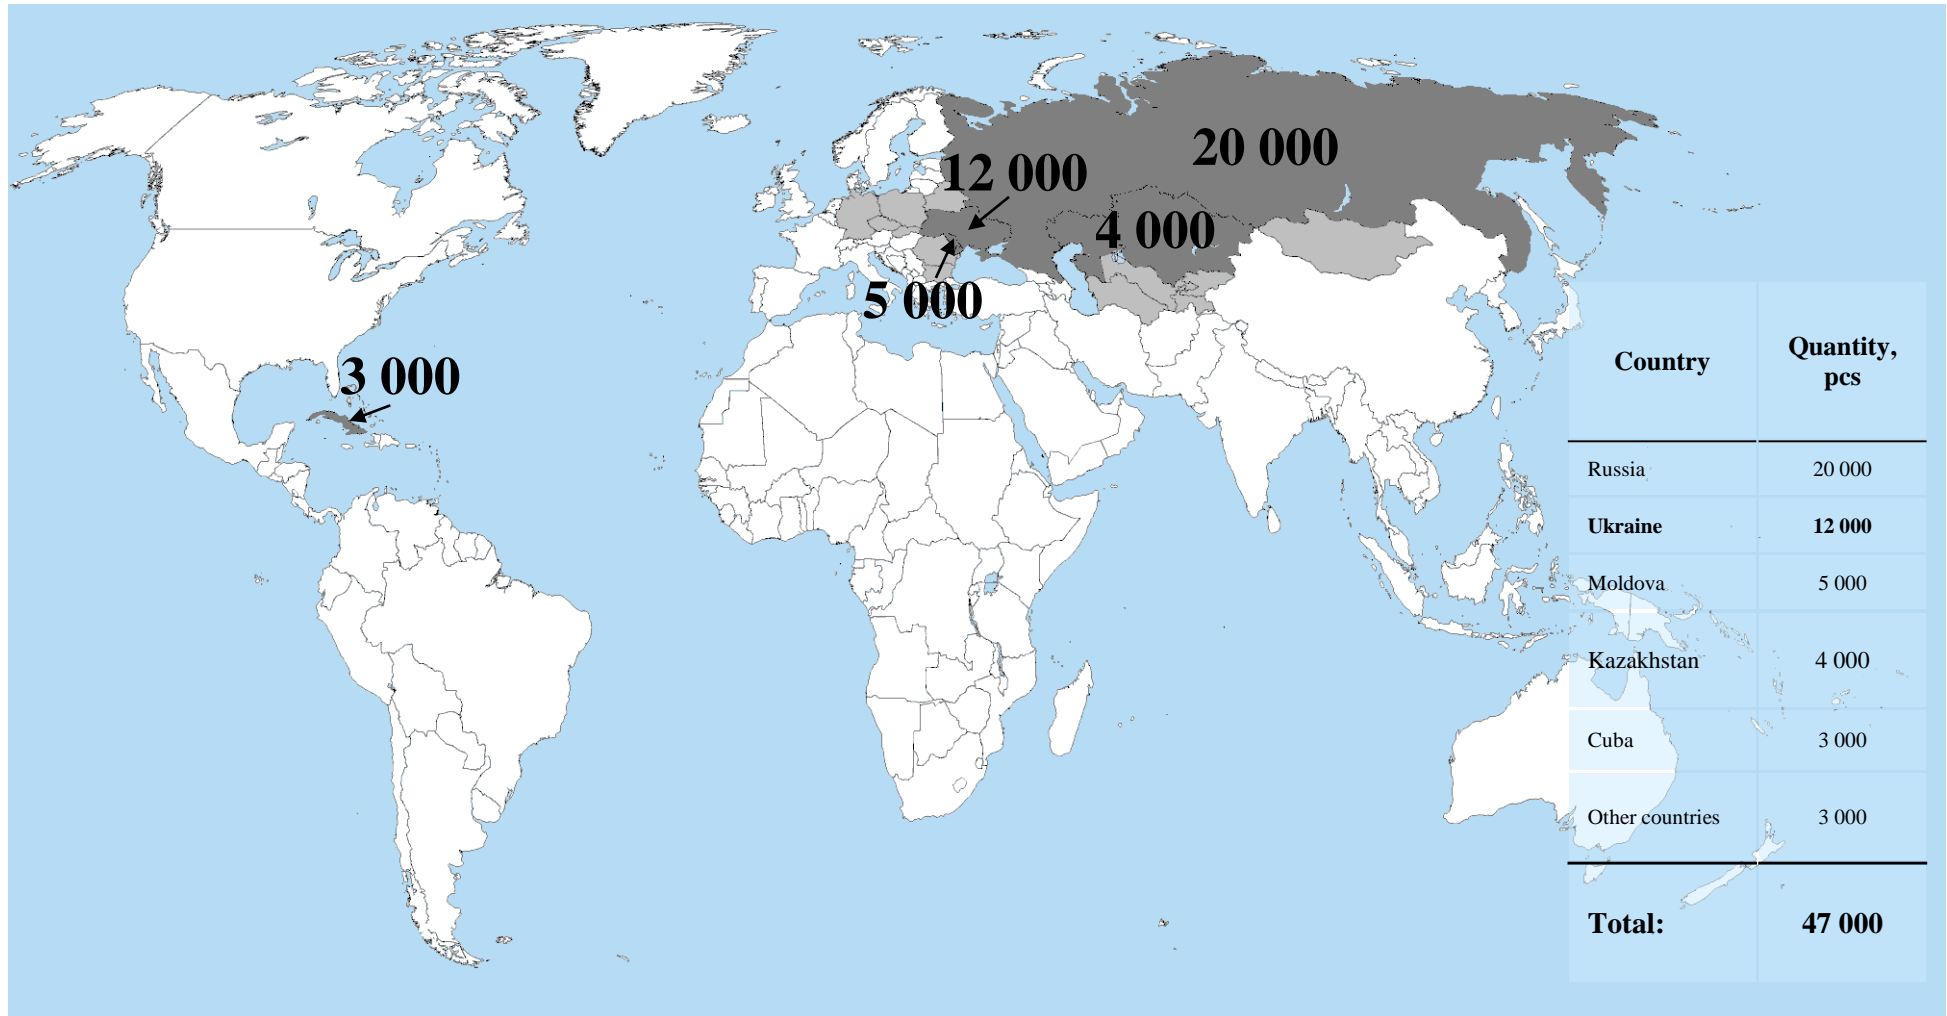 20 000
12 000
4 000
5 000
3 000
Country Quantity, pcs
Russia 20 000
Ukraine 12 000
Moldova 5 000
Kazakhstan 4 000
Cuba 3 000
Other countries 3 000
Total: 47 000